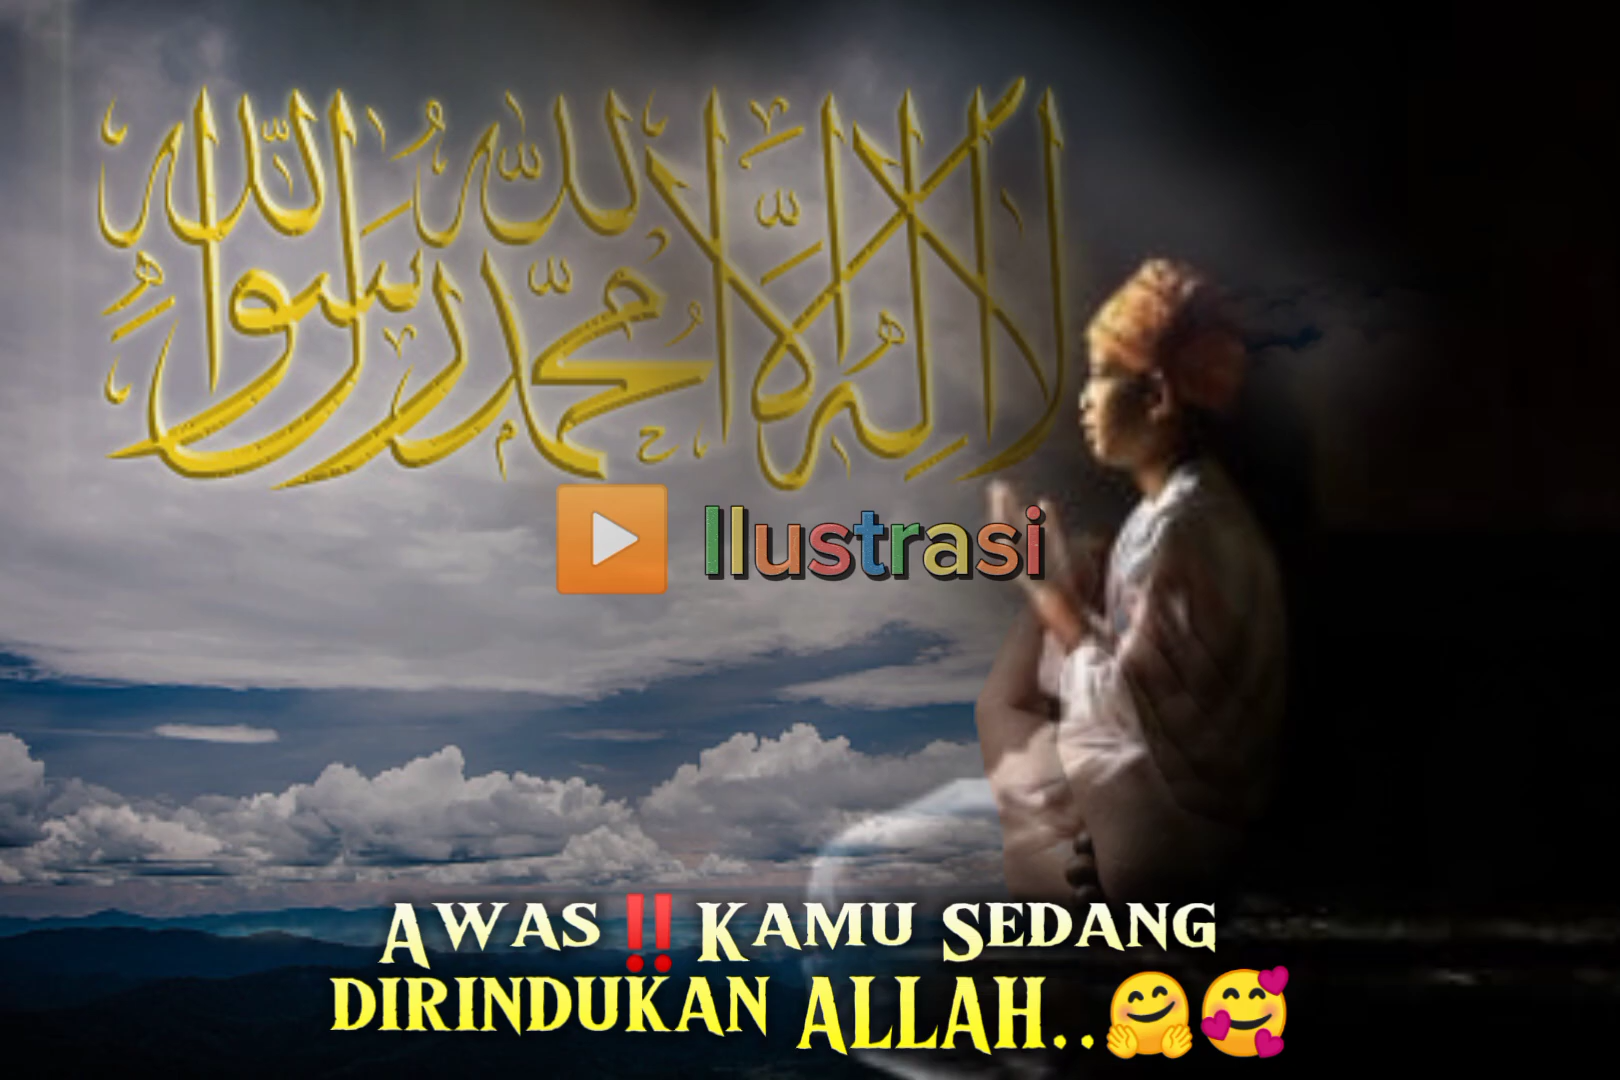 لا إله إلا الله محمد رسول الله
Ilustrasi
AWAS‼️KAMU SEDANG
DIRINDUKAN ALLAH..🤗🥰